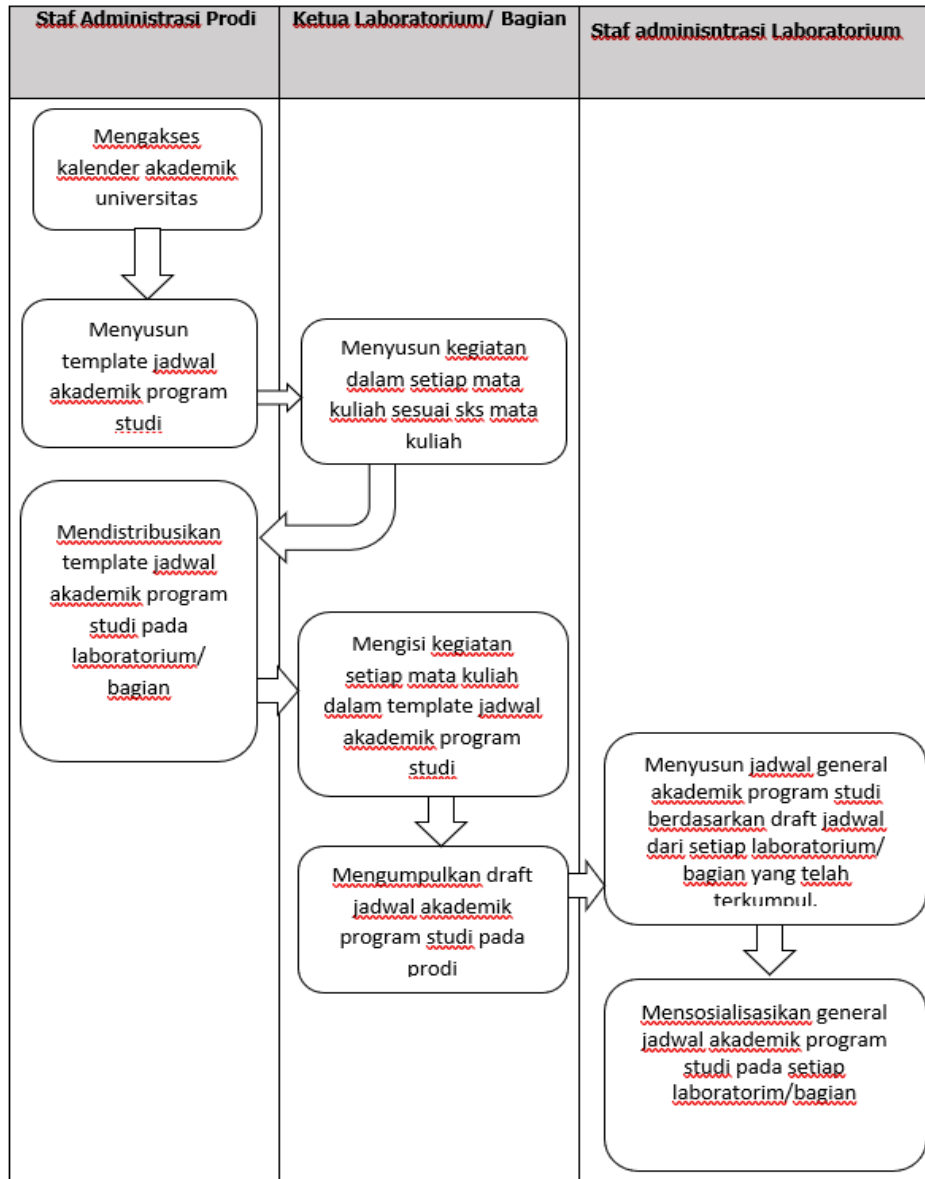 Staf Administrasi Prodi
Ketua Laboratorium/ Bagian
Staf adminisntrasi Laboratorium
Mengakses
kalender akademik
universitas
Menyusun
template jadwal
akademik program
studi
Menyusun kegiatan
dalam setiap mata
kuliah sesuai sks mata
kuliah
Mendistribusikan
template jadwal
akademik program
studi pada
laboratorium/
bagian
Mengisi kegiatan
setiap mata kuliah
dalam template jadwal
akademik program
studi
Mengumpulkan draft
jadwal akademik
program studi pada
prodi
Menyusun jadwal general
akademik program studi
berdasarkan draft jadwal
dari setiap laboratorium/
bagian yang telah
terkumpul.
Mensosialisasikan general
jadwal akademik program
studi pada setiap
laboratorim/bagian